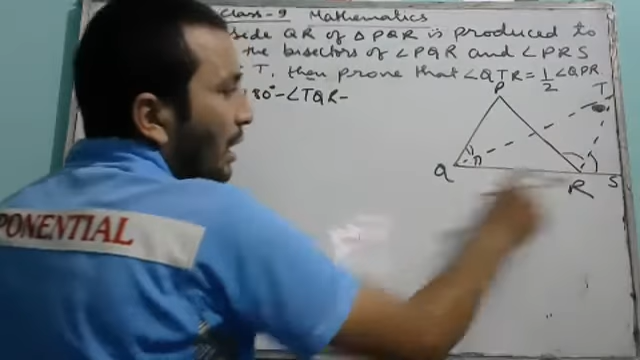 Class-9 Mathematics
side QR of △PQR is produced to
the bisectors of ∠PQR and ∠PRS
T, then prove that ∠QTR=1/2∠QPR.
180°-∠TQR-
P
T
Q
R
S
PONENTIAL